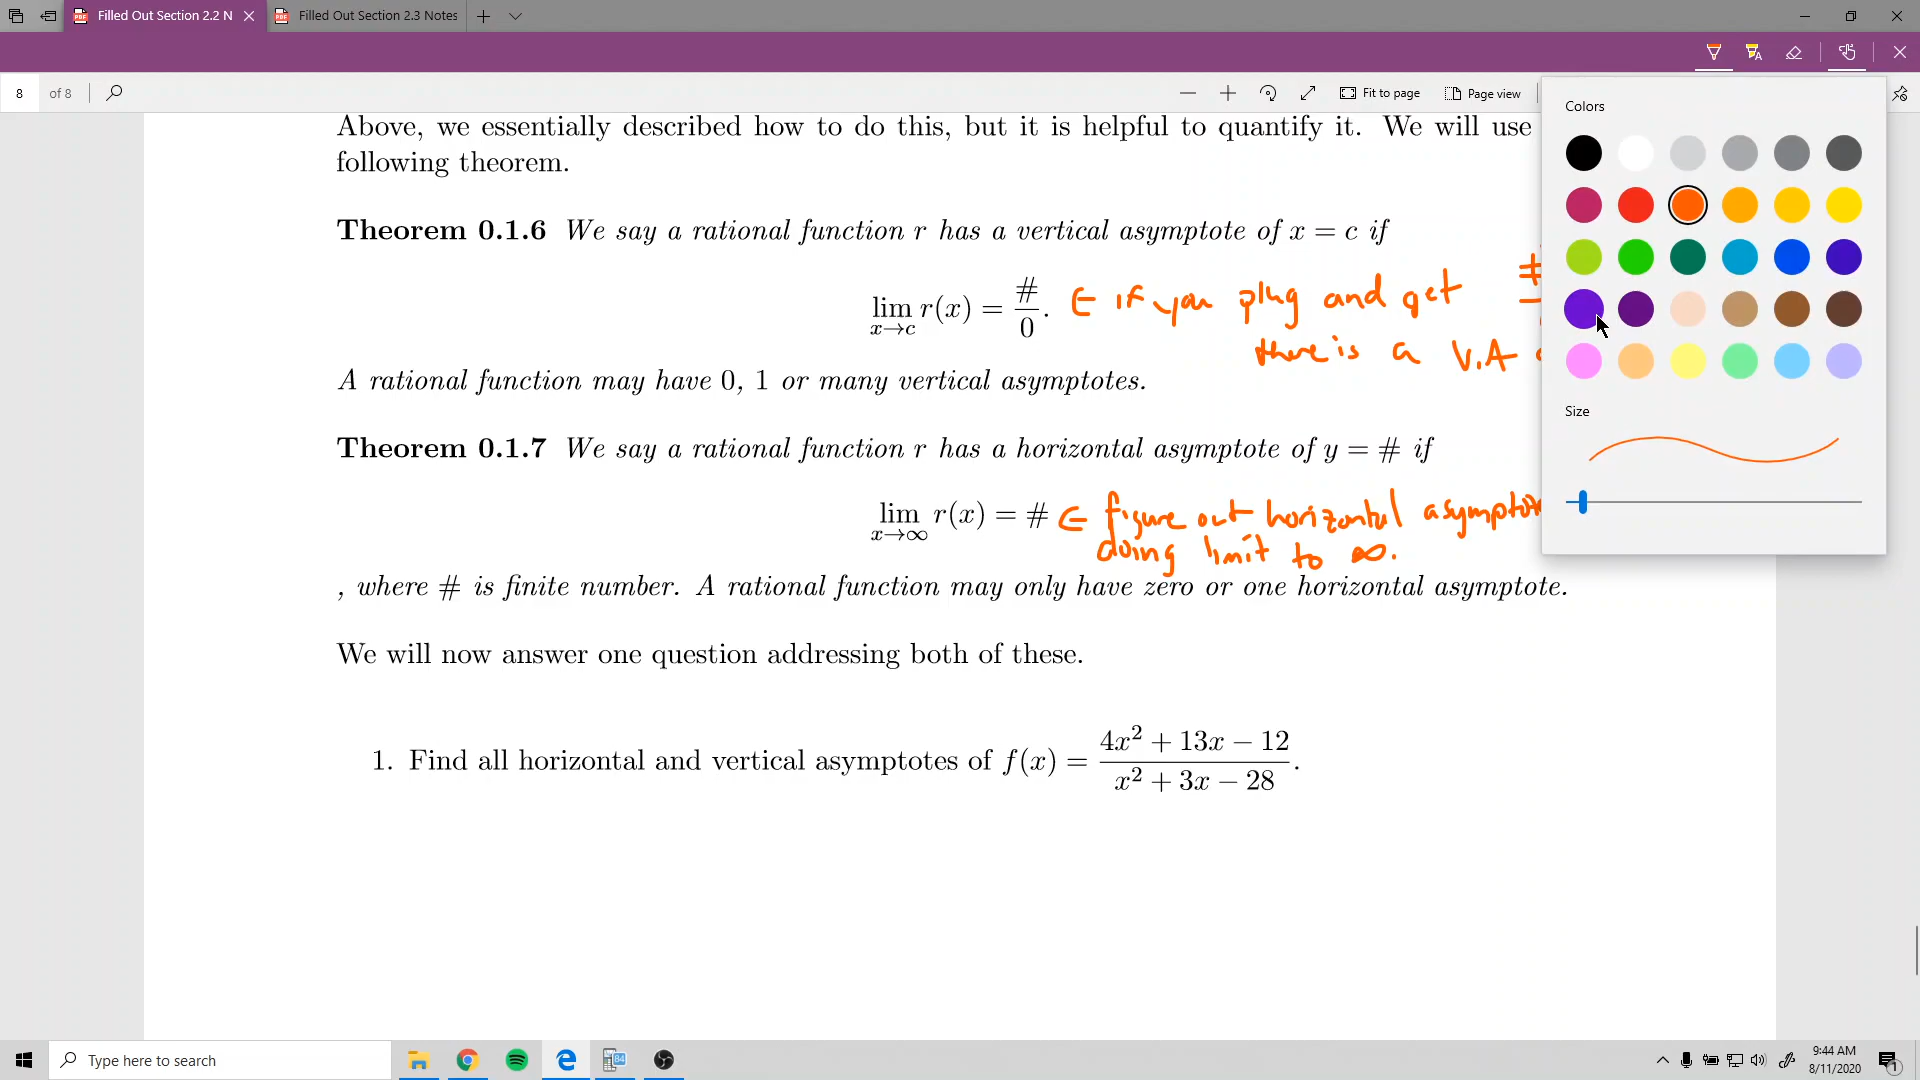 Filled Out Section 2.2 N
Filled Out Section 2.3 Notes
8 of 8
Fit to page
Page view
Above, we essentially described how to do this, but it is helpful to quantify it. We will use
following theorem.
Theorem 0.1.6 We say a rational function r has a vertical asymptote of x = c if
lim x→c r(x) = #/0. ∈ if you plug and get #
there is a V.A
A rational function may have 0, 1 or many vertical asymptotes.
Theorem 0.1.7 We say a rational function r has a horizontal asymptote of y = # if
lim x→∞ r(x) = # ∈ figure out horizontal asymptote
doing limit to ∞.
, where # is finite number. A rational function may only have zero or one horizontal asymptote.
We will now answer one question addressing both of these.
1. Find all horizontal and vertical asymptotes of f(x) = (4x² + 13x − 12)/(x² + 3x − 28).
Colors
Size
Type here to search
84
9:44 AM
8/11/2020
1